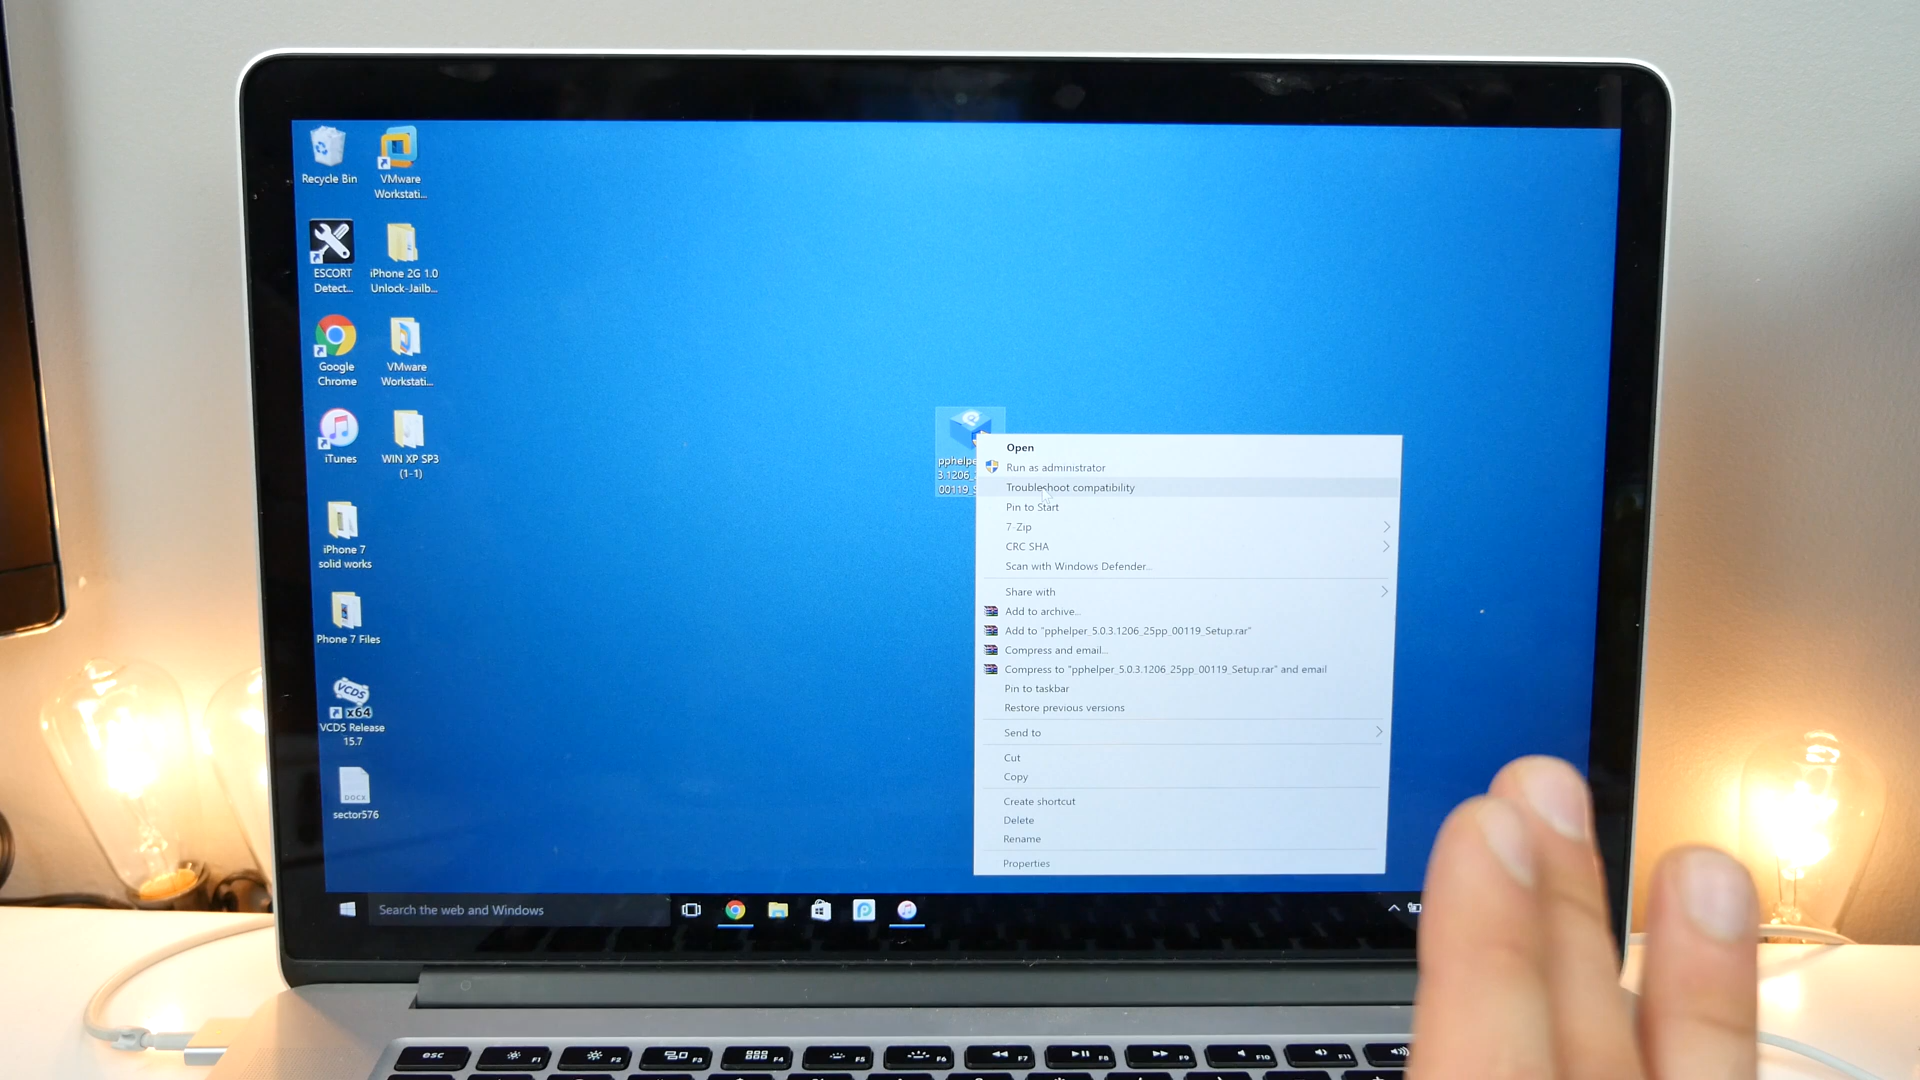 Recycle Bin
VMware
Workstati...
ESCORT
Detect...
iPhone 2G 1.0
Unlock-Jailb...
Google
Chrome
VMware
Workstati...
iTunes
WIN XP SP3
(1-1)
iPhone 7
solid works
Phone 7 Files
VCDS
x64
VCDS Release
15.7
DOCX
sector576
pphelpe
3.1206_
00119_S
Open
Run as administrator
Troubleshoot compatibility
Pin to Start
7-Zip
CRC SHA
Scan with Windows Defender...
Share with
Add to archive...
Add to "pphelper_5.0.3.1206_25pp_00119_Setup.rar"
Compress and email...
Compress to "pphelper_5.0.3.1206_25pp_00119_Setup.rar" and email
Pin to taskbar
Restore previous versions
Send to
Cut
Copy
Create shortcut
Delete
Rename
Properties
Search the web and Windows
esc
F1
F2
F3
F4
F5
F6
F7
F8
F9
F10
F11